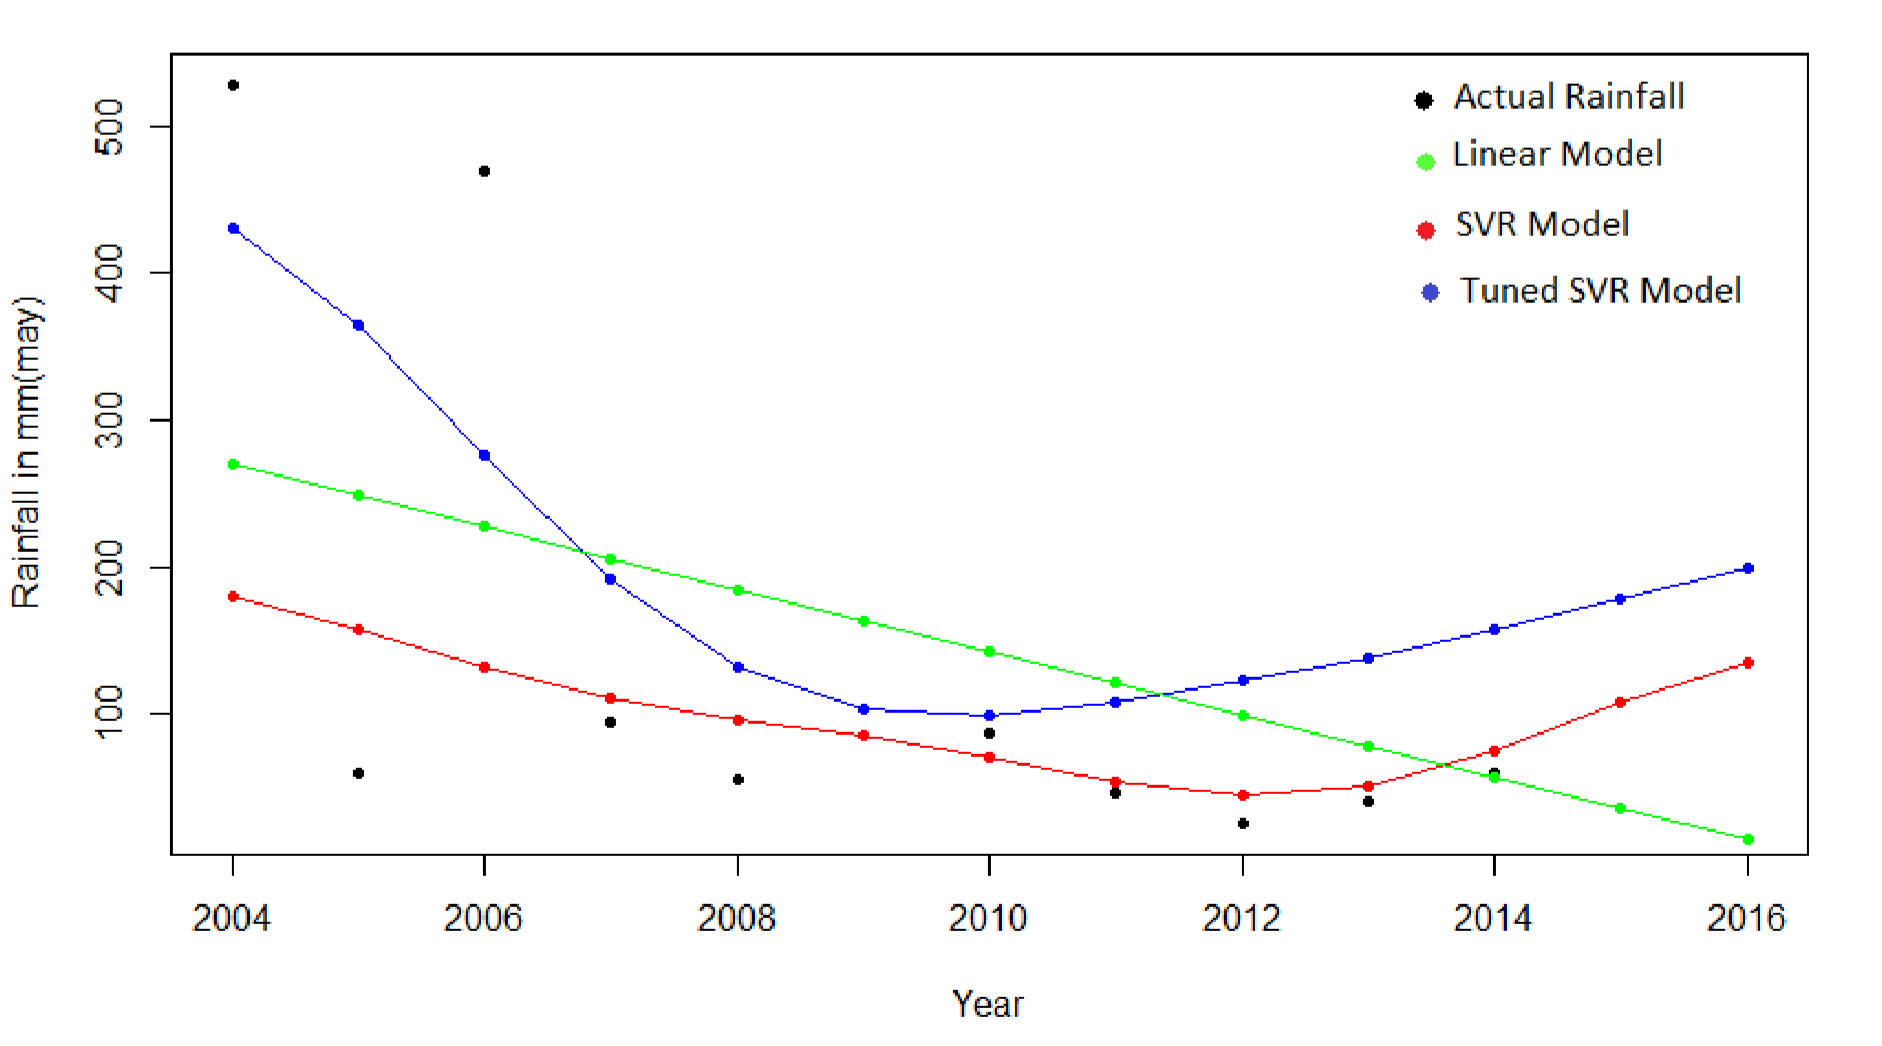 Actual Rainfall
Linear Model
SVR Model
Tuned SVR Model
Rainfall in mm(may)
500
400
300
200
100
2004 2006 2008 2010 2012 2014 2016
Year